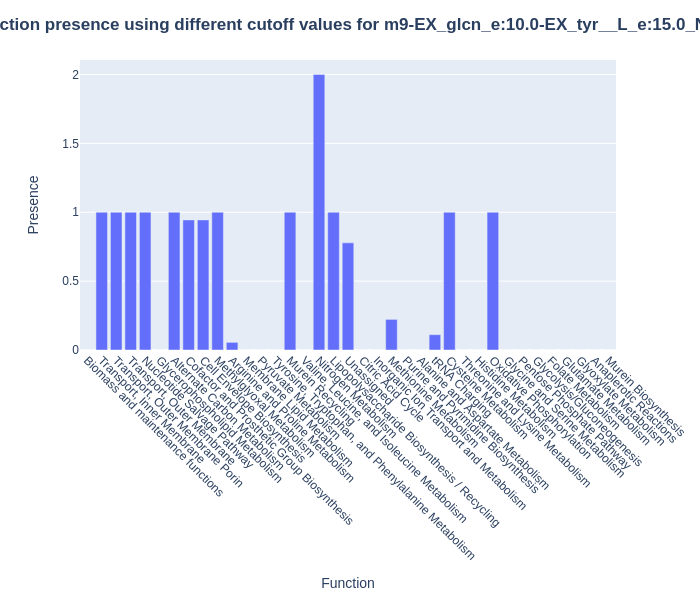 ction presence using different cutoff values for m9-EX_glcn_e:10.0-EX_tyr__L_e:15.0_N
2
1.5
1
0.5
0
Presence
Biomass and maintenance functions
Transport, Inner Membrane
Transport, Outer Membrane
Transport, Outer Membrane Porin
Nucleotide Salvage Pathway
Glycerophospholipid Metabolism
Alternate Carbon Metabolism
Cofactor and Prosthetic Group Biosynthesis
Cell Envelope Biosynthesis
Methylglyoxal Metabolism
Arginine and Proline Metabolism
Membrane Lipid Metabolism
Pyruvate Metabolism
Tyrosine, Tryptophan, and Phenylalanine Metabolism
Murein Recycling
Valine, Leucine, and Isoleucine Metabolism
Nitrogen Metabolism
Lipopolysaccharide Biosynthesis / Recycling
Unassigned
Citric Acid Cycle
Inorganic Ion Transport and Metabolism
Methionine Metabolism
Purine and Pyrimidine Biosynthesis
Alanine and Aspartate Metabolism
tRNA Charging
Cysteine Metabolism
Threonine and Lysine Metabolism
Histidine Metabolism
Oxidative Phosphorylation
Glycine and Serine Metabolism
Pentose Phosphate Pathway
Glycolysis/Gluconeogenesis
Folate Metabolism
Glutamate Metabolism
Glyoxylate Metabolism
Anaplerotic Reactions
Murein Biosynthesis
Function